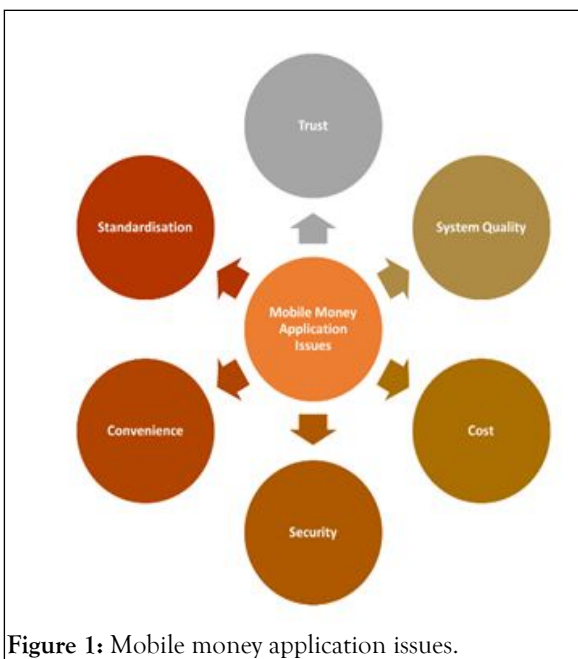 Trust
Standardisation
System Quality
Mobile Money
Application
Issues
Convenience
Cost
Security
Figure 1: Mobile money application issues.